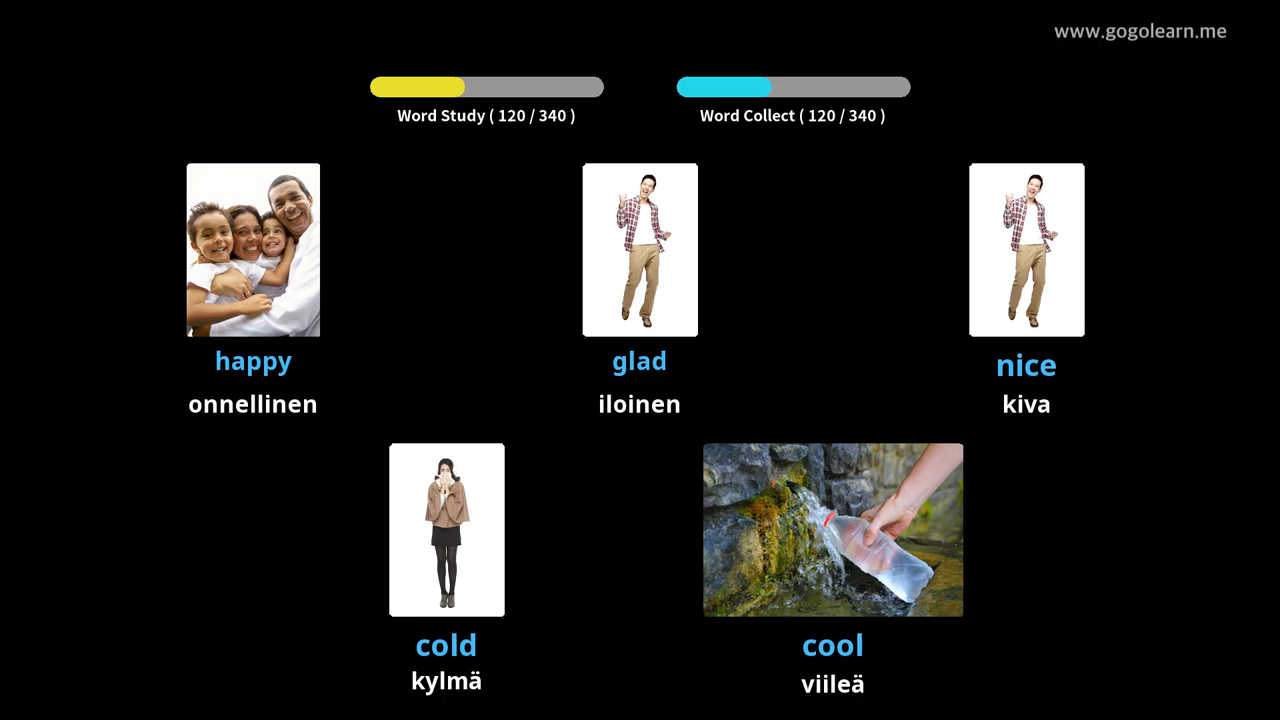 www.gogolearn.me
Word Study ( 120 / 340 )
Word Collect ( 120 / 340 )
happy
onnellinen
glad
iloinen
nice
kiva
cold
kylmä
cool
viileä